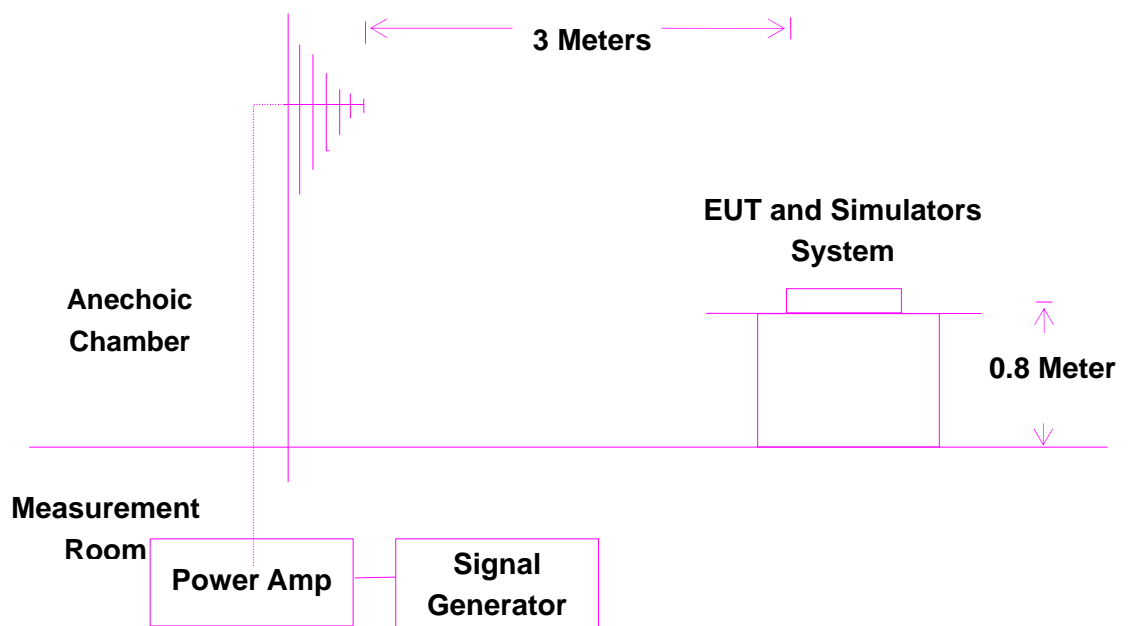 3 Meters
EUT and Simulators
System
Anechoic
Chamber
0.8 Meter
Measurement
Room
Power Amp
Signal
Generator